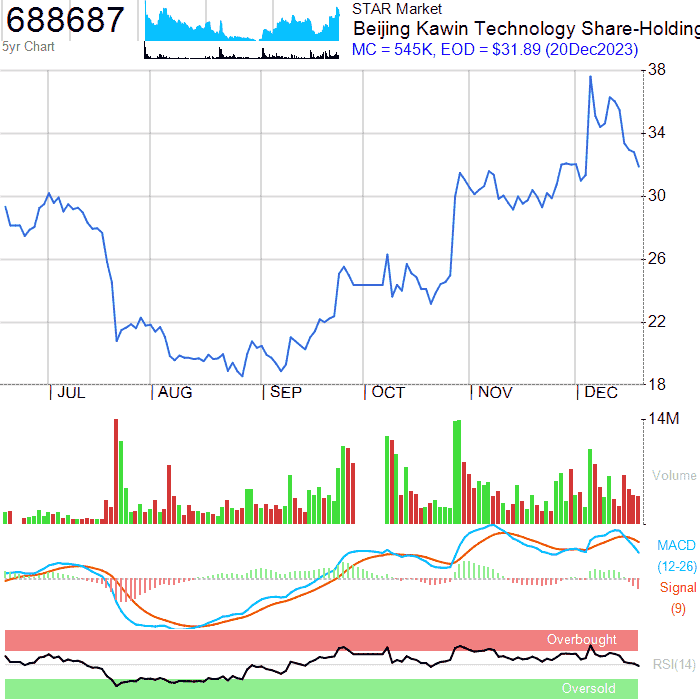 688687
STAR Market
Beijing Kawin Technology Share-Holding
5yr Chart
MC = 545K, EOD = $31.89 (20Dec2023)
38
34
30
26
22
18
JUL AUG SEP OCT NOV DEC
14M
Volume
MACD
(12-26)
Signal
(9)
Overbought
RSI(14)
Oversold